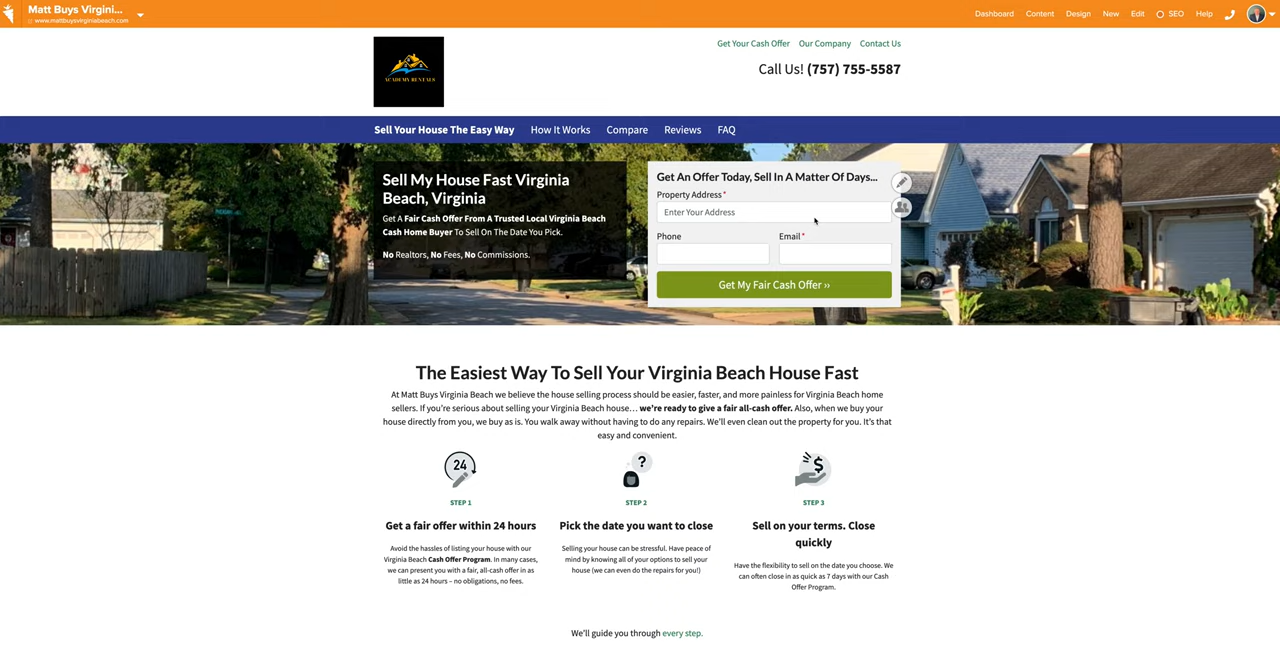 Matt Buys Virgini...
www.mattbuysvirginiabeach.com
Dashboard Content Design New Edit SEO Help
ACADEMY RENTALS
Get Your Cash Offer Our Company Contact Us
Call Us! (757) 755-5587
Sell Your House The Easy Way How It Works Compare Reviews FAQ
Sell My House Fast Virginia
Beach, Virginia
Get A Fair Cash Offer From A Trusted Local Virginia Beach
Cash Home Buyer To Sell On The Date You Pick.
No Realtors, No Fees, No Commissions.
Get An Offer Today, Sell In A Matter Of Days...
Property Address*
Enter Your Address
Phone Email*
Get My Fair Cash Offer ››
The Easiest Way To Sell Your Virginia Beach House Fast
At Matt Buys Virginia Beach we believe the house selling process should be easier, faster, and more painless for Virginia Beach home
sellers. If you're serious about selling your Virginia Beach house… we're ready to give a fair all-cash offer. Also, when we buy your
house directly from you, we buy as is. You walk away without having to do any repairs. We'll even clean out the property for you. It's that
easy and convenient.
24
?
$
STEP 1
Get a fair offer within 24 hours
Avoid the hassles of listing your house with our
Virginia Beach Cash Offer Program. In many cases,
we can present you with a fair, all-cash offer in as
little as 24 hours – no obligations, no fees.
STEP 2
Pick the date you want to close
Selling your house can be stressful. Have peace of
mind by knowing all of your options to sell your
house (we can even do the repairs for you!)
STEP 3
Sell on your terms. Close
quickly
Have the flexibility to sell on the date you choose. We
can often close in as quick as 7 days with our Cash
Offer Program.
We'll guide you through every step.